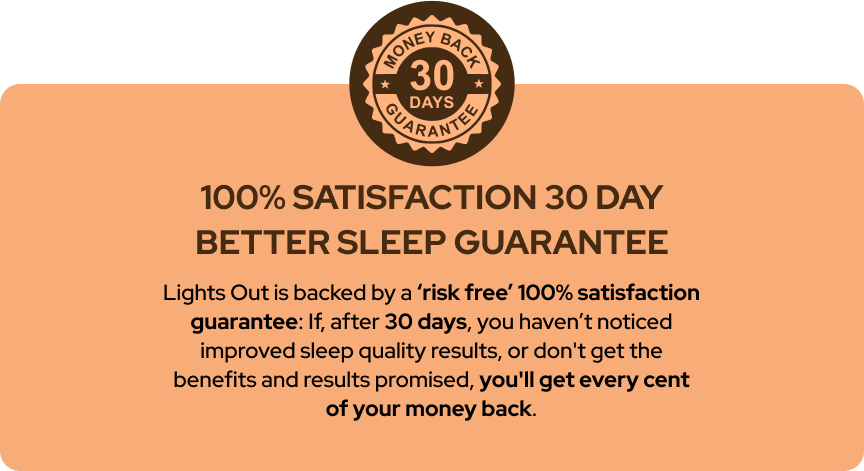 MONEY BACK
30
DAYS
GUARANTEE
100% SATISFACTION 30 DAY
BETTER SLEEP GUARANTEE
Lights Out is backed by a ‘risk free’ 100% satisfaction
guarantee: If, after 30 days, you haven’t noticed
improved sleep quality results, or don't get the
benefits and results promised, you'll get every cent
of your money back.